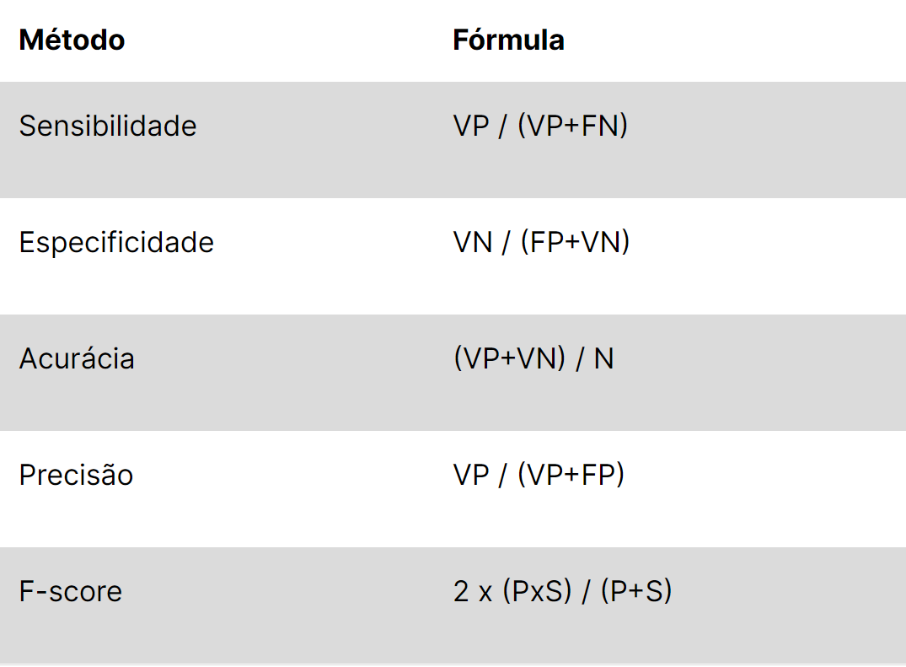 Método Fórmula
Sensibilidade VP / (VP+FN)
Especificidade VN / (FP+VN)
Acurácia (VP+VN) / N
Precisão VP / (VP+FP)
F-score 2 x (PxS) / (P+S)